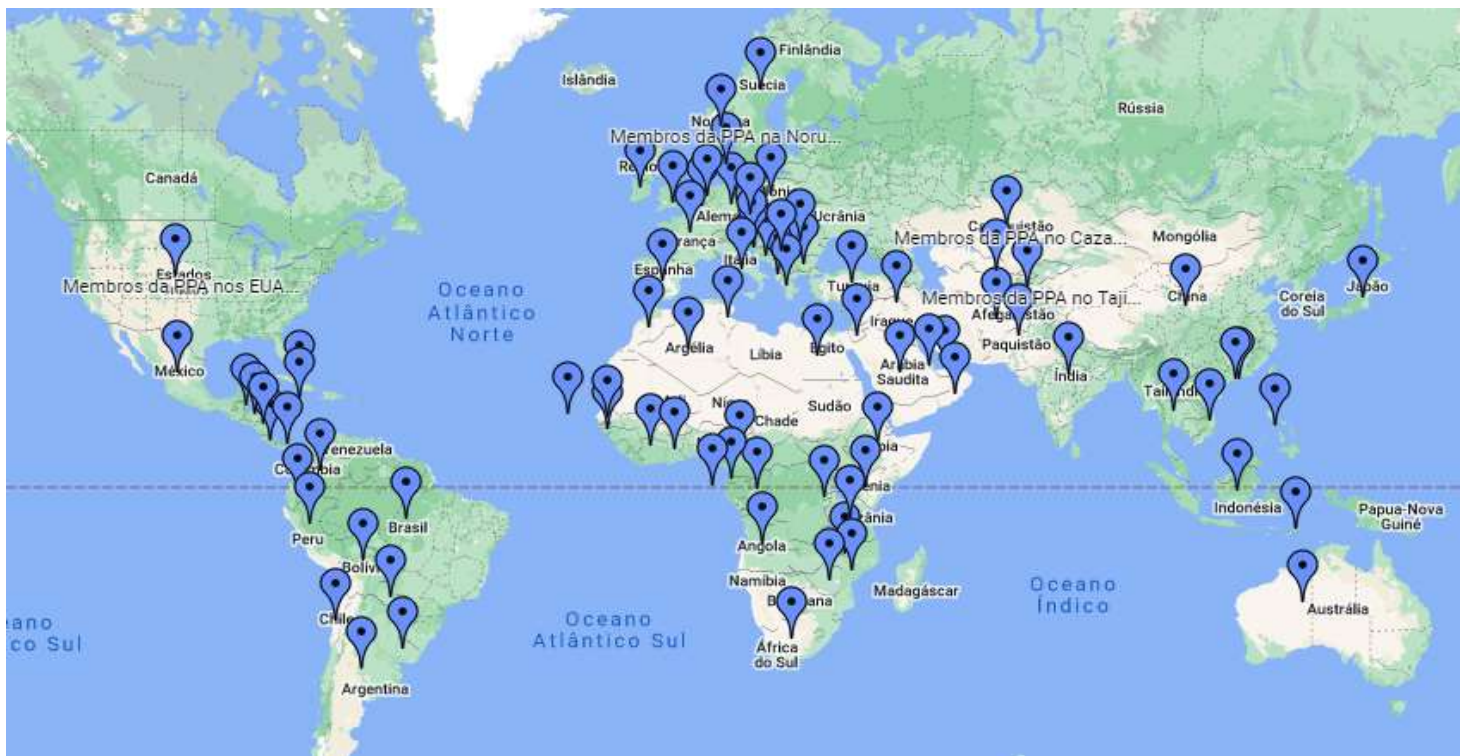 Finlândia
Islândia
Suécia
Rússia
Membros da PPA na Noru...
Canadá
Ucrânia
França
Mongólia
Membros da PPA no Caza...
Itália
Espanha
Estados
Membros da PPA nos EUA...
Oceano
Atlântico
Norte
Membros da PPA no Taji...
China
Japão
Coreia
do Sul
Afeganistão
Iraque
Paquistão
Argélia
Líbia
Egito
Arábia
Saudita
México
Índia
Sudão
Chade
Venezuela
Brasil
Indonésia
Papua-Nova
Guiné
Peru
Angola
Namíbia
Madagáscar
Oceano
Índico
Austrália
Chile
Oceano
Atlântico Sul
África
do Sul
Argentina